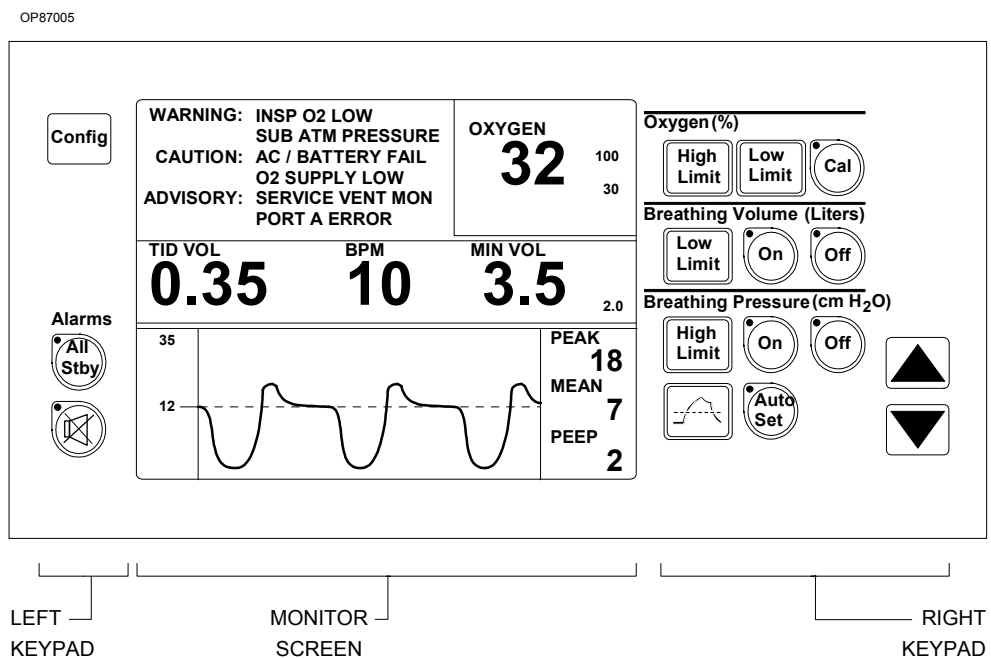 OP87005
Config
WARNING: INSP O2 LOW
SUB ATM PRESSURE
CAUTION: AC / BATTERY FAIL
O2 SUPPLY LOW
ADVISORY: SERVICE VENT MON
PORT A ERROR
OXYGEN
32
100
30
TID VOL BPM MIN VOL
0.35 10 3.5
2.0
Alarms
All
Stby
35
12
PEAK
18
MEAN
7
PEEP
2
Oxygen (%)
High
Limit
Low
Limit
Cal
Breathing Volume (Liters)
Low
Limit
On
Off
Breathing Pressure (cm H2O)
High
Limit
On
Off
Auto
Set
LEFT
KEYPAD
MONITOR
SCREEN
RIGHT
KEYPAD